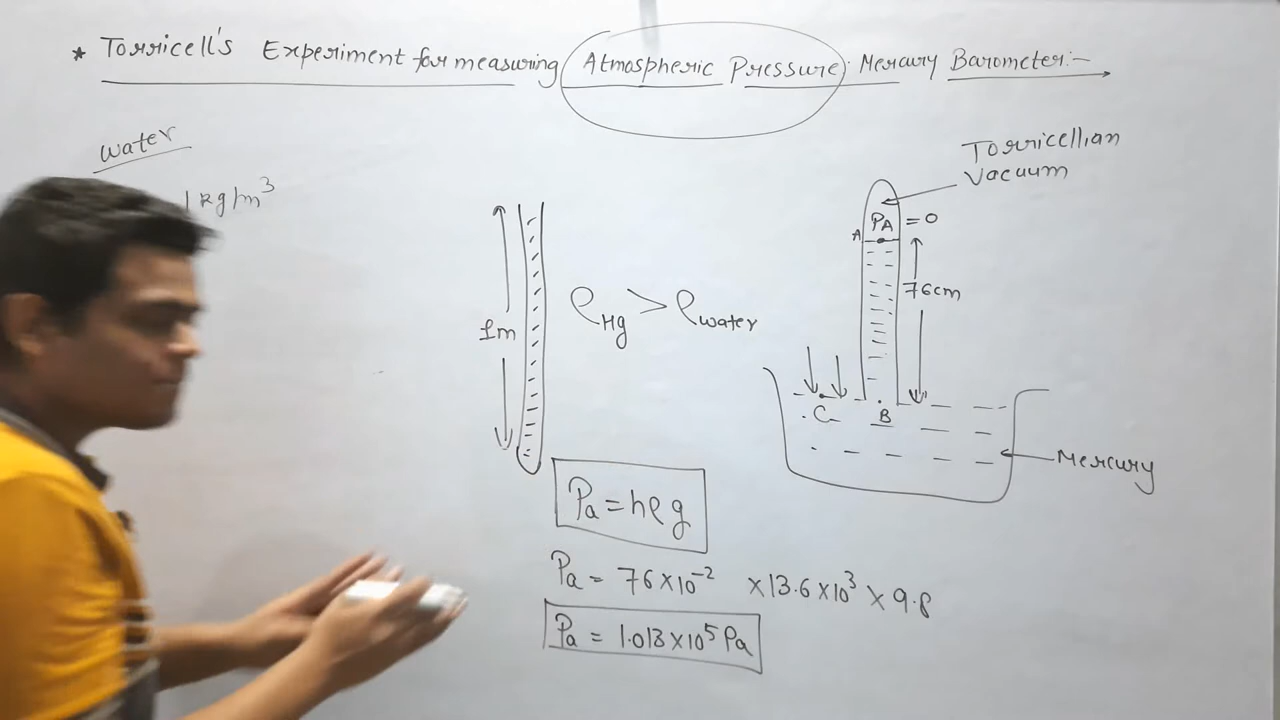 * Torricell's Experiment for measuring Atmospheric Pressure. Mercury Barometer:-
water
1 kg/m³
1m
ρHg > ρwater
Torricellian
vacuum
PA = 0
A
76cm
C
B
Mercury
Pa = hρg
Pa = 76×10⁻² ×13.6×10³ × 9.8
Pa = 1.013×10⁵ Pa